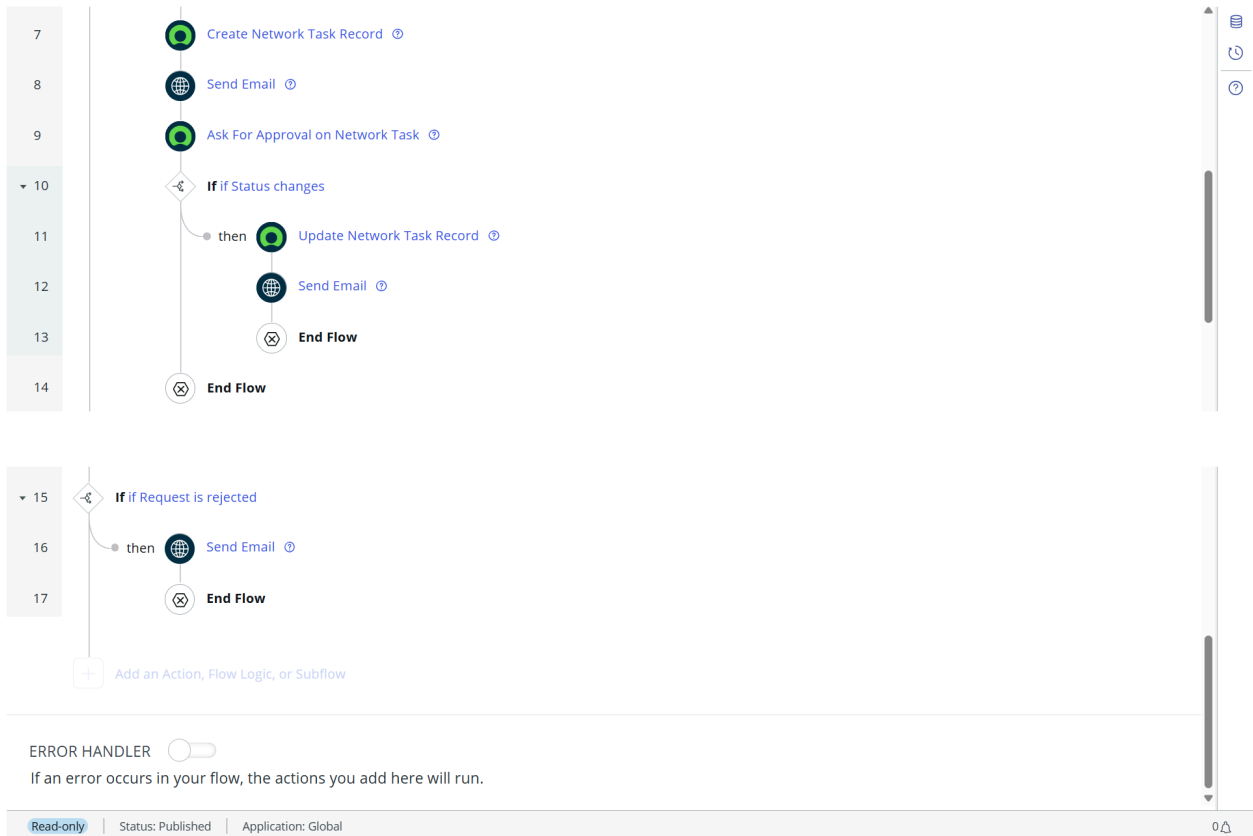 7 Create Network Task Record
8 Send Email
9 Ask For Approval on Network Task
10 If if Status changes
11 then Update Network Task Record
12 Send Email
13 End Flow
14 End Flow
15 If if Request is rejected
16 then Send Email
17 End Flow
Add an Action, Flow Logic, or Subflow
ERROR HANDLER
If an error occurs in your flow, the actions you add here will run.
Read-only Status: Published Application: Global 0